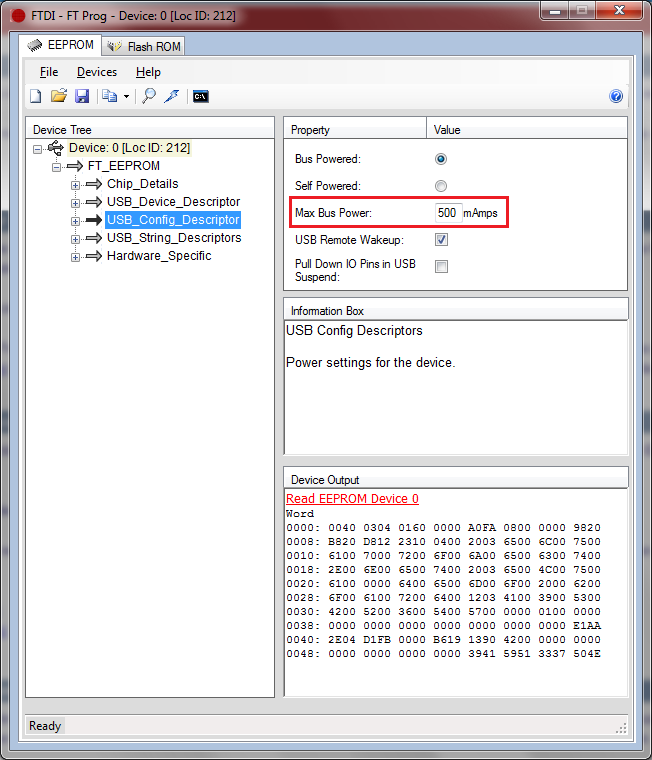 FTDI - FT Prog - Device: 0 [Loc ID: 212]
EEPROM Flash ROM
File Devices Help
C:\
Device Tree
Device: 0 [Loc ID: 212]
FT_EEPROM
Chip_Details
USB_Device_Descriptor
USB_Config_Descriptor
USB_String_Descriptors
Hardware_Specific
Property Value
Bus Powered:
Self Powered:
Max Bus Power: 500 mAmps
USB Remote Wakeup:
Pull Down IO Pins in USB
Suspend:
Information Box
USB Config Descriptors
Power settings for the device.
Device Output
Read EEPROM Device 0
Word
0000: 0040 0304 0160 0000 A0FA 0800 0000 9820
0008: B820 D812 2310 0400 2003 6500 6C00 7500
0010: 6100 7000 7200 6F00 6A00 6500 6300 7400
0018: 2E00 6E00 6500 7400 2003 6500 4C00 7500
0020: 6100 0000 6400 6500 6D00 6F00 2000 6200
0028: 6F00 6100 7200 6400 1203 4100 3900 5300
0030: 4200 5200 3600 5400 5700 0000 0100 0000
0038: 0000 0000 0000 0000 0000 0000 0000 E1AA
0040: 2E04 D1FB 0000 B619 1390 4200 0000 0000
0048: 0000 0000 0000 0000 3941 5951 3337 504E
Ready